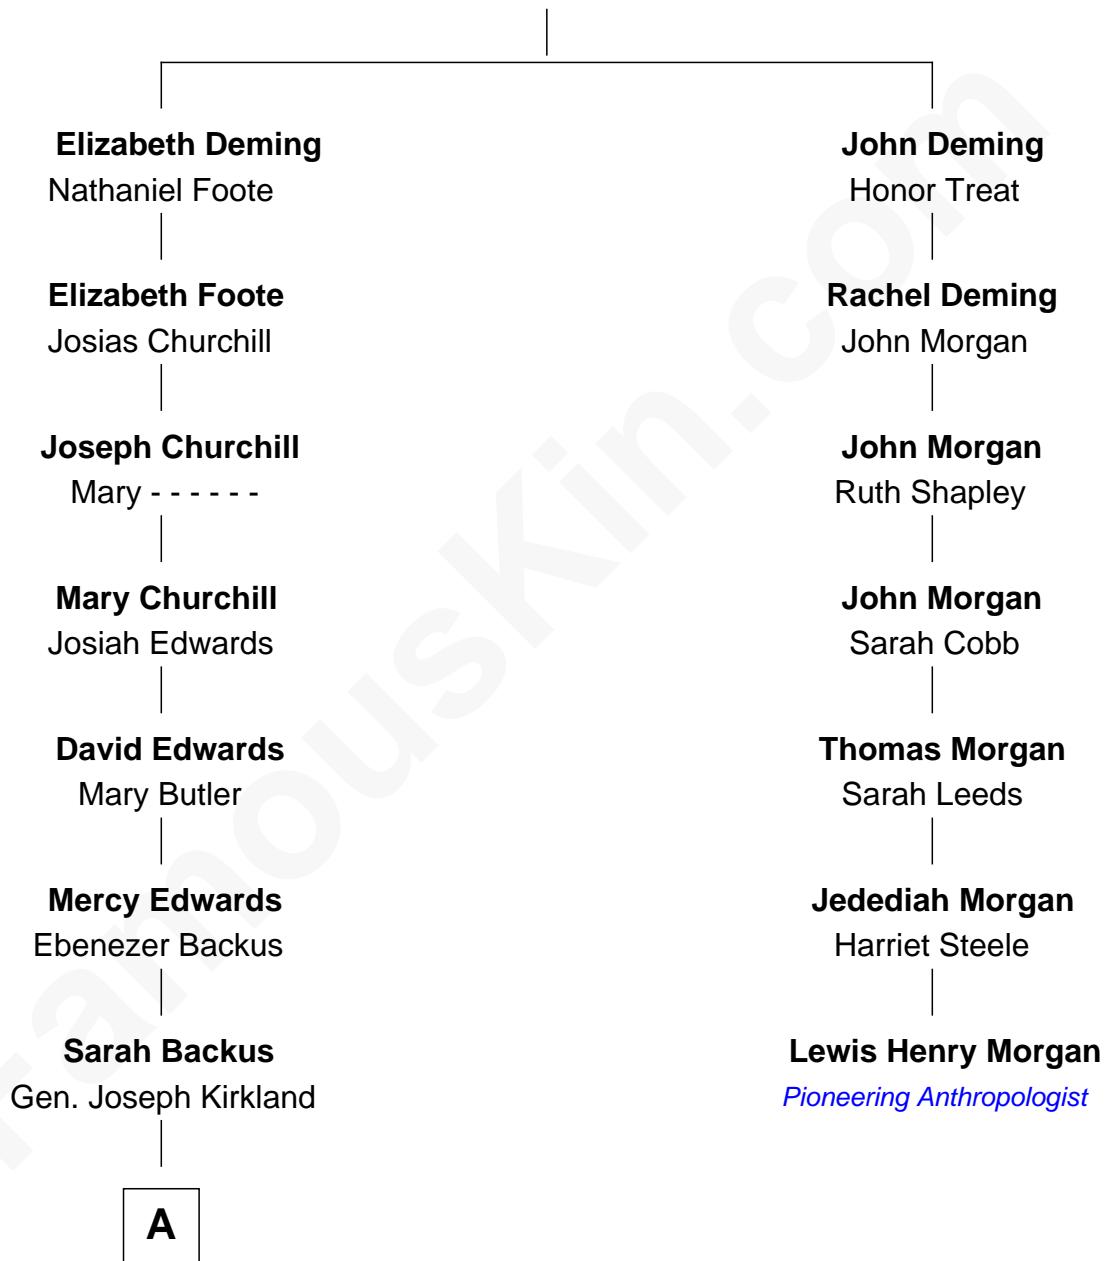 Elizabeth Deming
Nathaniel Foote
John Deming
Honor Treat
Elizabeth Foote
Josias Churchill
Rachel Deming
John Morgan
Joseph Churchill
Mary - - - - - -
John Morgan
Ruth Shapley
Mary Churchill
Josiah Edwards
John Morgan
Sarah Cobb
David Edwards
Mary Butler
Thomas Morgan
Sarah Leeds
Mercy Edwards
Ebenezer Backus
Jedediah Morgan
Harriet Steele
Sarah Backus
Gen. Joseph Kirkland
Lewis Henry Morgan
Pioneering Anthropologist
A
FamousKin.com